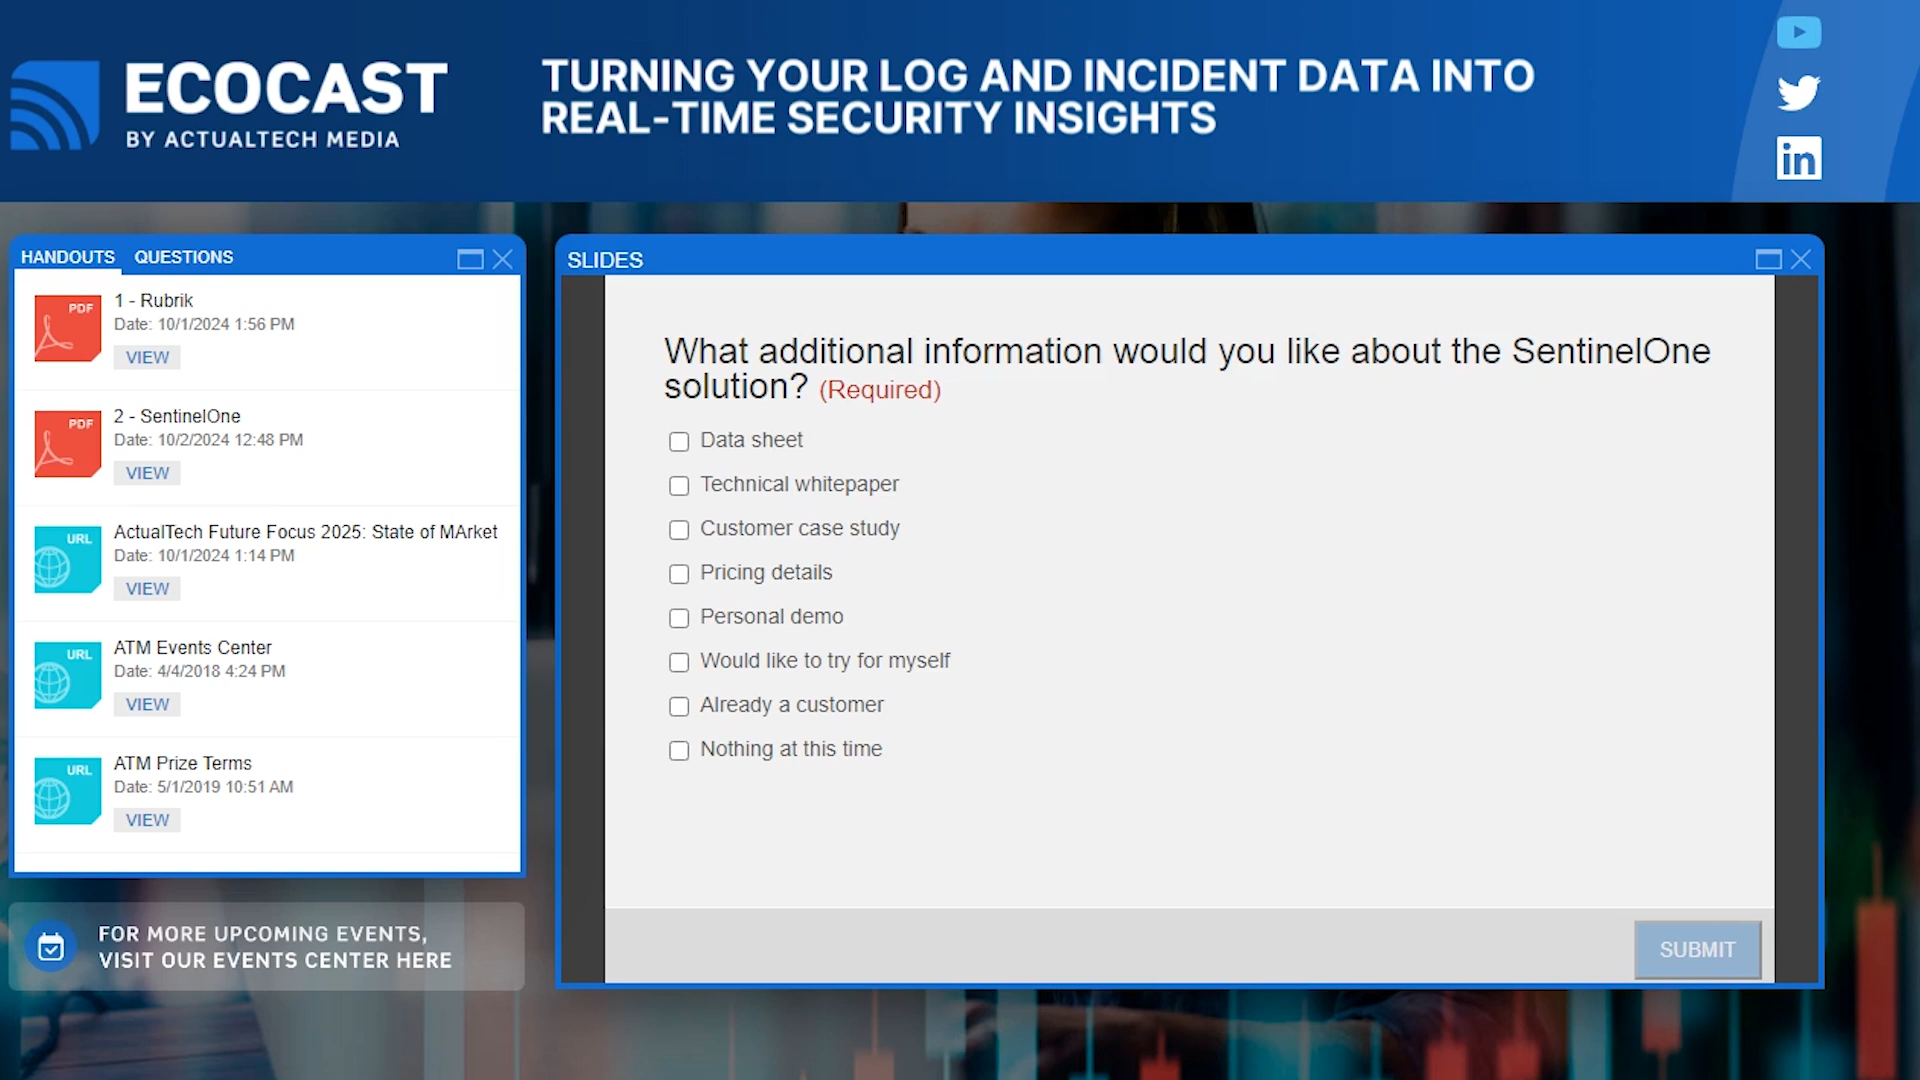 ECOCAST
BY ACTUALTECH MEDIA
TURNING YOUR LOG AND INCIDENT DATA INTO
REAL-TIME SECURITY INSIGHTS
in
HANDOUTS QUESTIONS
PDF
1 - Rubrik
Date: 10/1/2024 1:56 PM
VIEW
PDF
2 - SentinelOne
Date: 10/2/2024 12:48 PM
VIEW
URL
ActualTech Future Focus 2025: State of MArket
Date: 10/1/2024 1:14 PM
VIEW
URL
ATM Events Center
Date: 4/4/2018 4:24 PM
VIEW
URL
ATM Prize Terms
Date: 5/1/2019 10:51 AM
VIEW
FOR MORE UPCOMING EVENTS,
VISIT OUR EVENTS CENTER HERE
SLIDES
What additional information would you like about the SentinelOne
solution? (Required)
Data sheet
Technical whitepaper
Customer case study
Pricing details
Personal demo
Would like to try for myself
Already a customer
Nothing at this time
SUBMIT